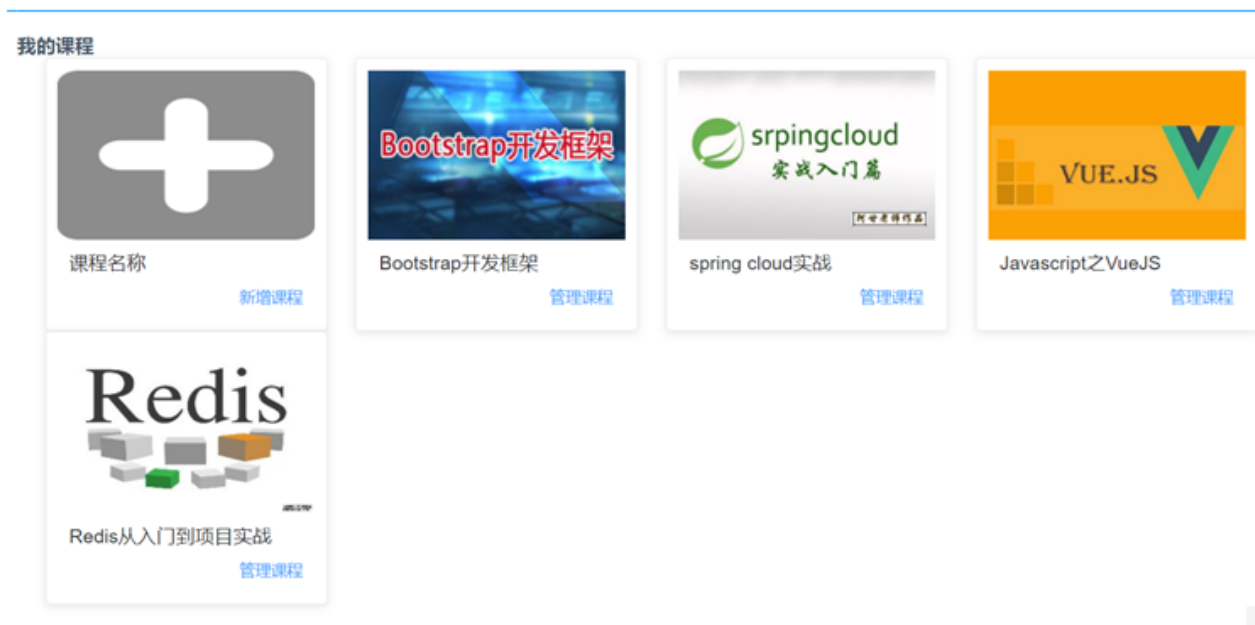 我的课程
课程名称
新增课程
Bootstrap开发框架
Bootstrap开发框架
管理课程
srpingcloud
实战入门篇
spring cloud实战
管理课程
VUE.JS
Javascript之VueJS
管理课程
Redis
Redis从入门到项目实战
管理课程